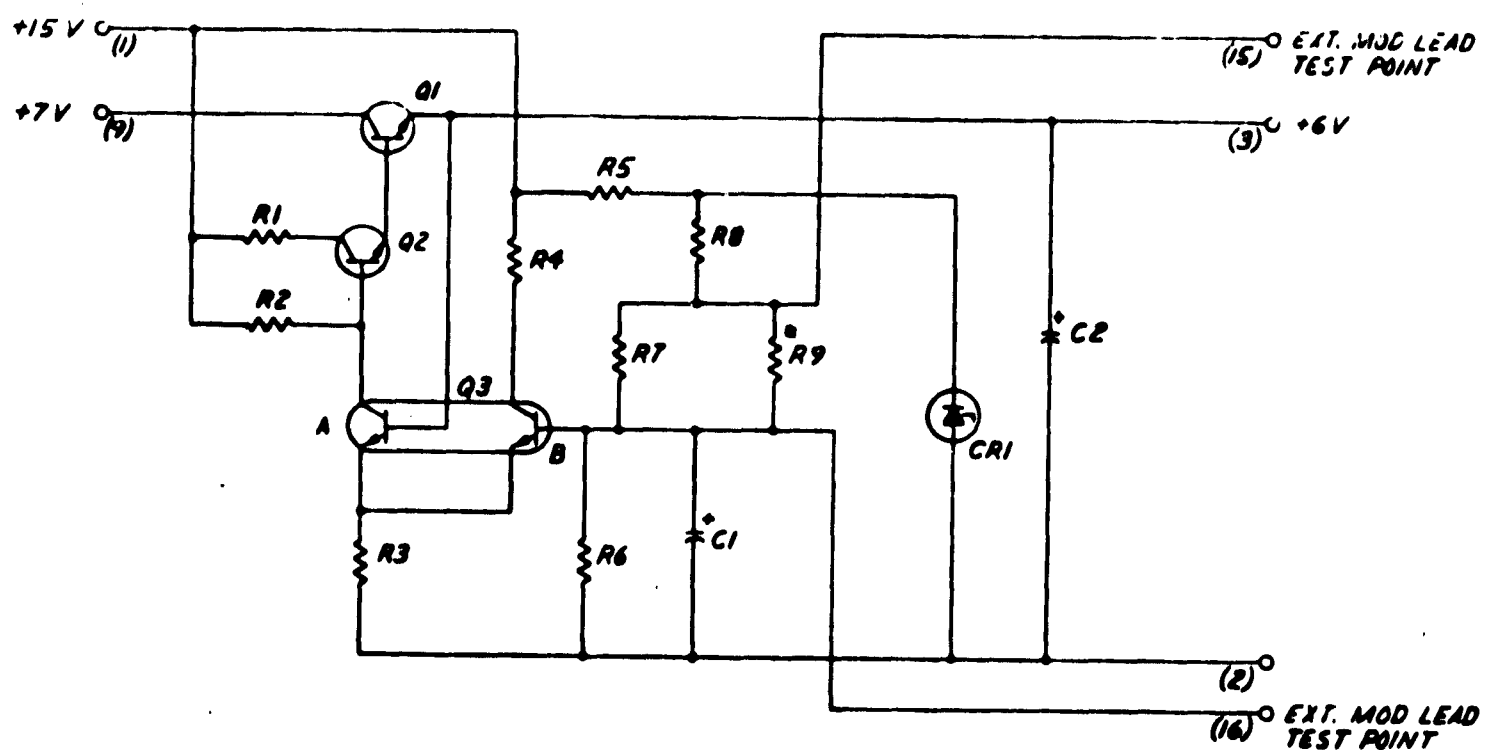 +15 V (1)
(15) EXT. MOD LEAD
TEST POINT
Q1
+7 V (9)
(3) +6 V
R5
R1
Q2
R8
R4
R2
R7
* R9
+ C2
Q3
A
B
CR1
R3
R6
+ C1
(2)
(16) EXT. MOD LEAD
TEST POINT